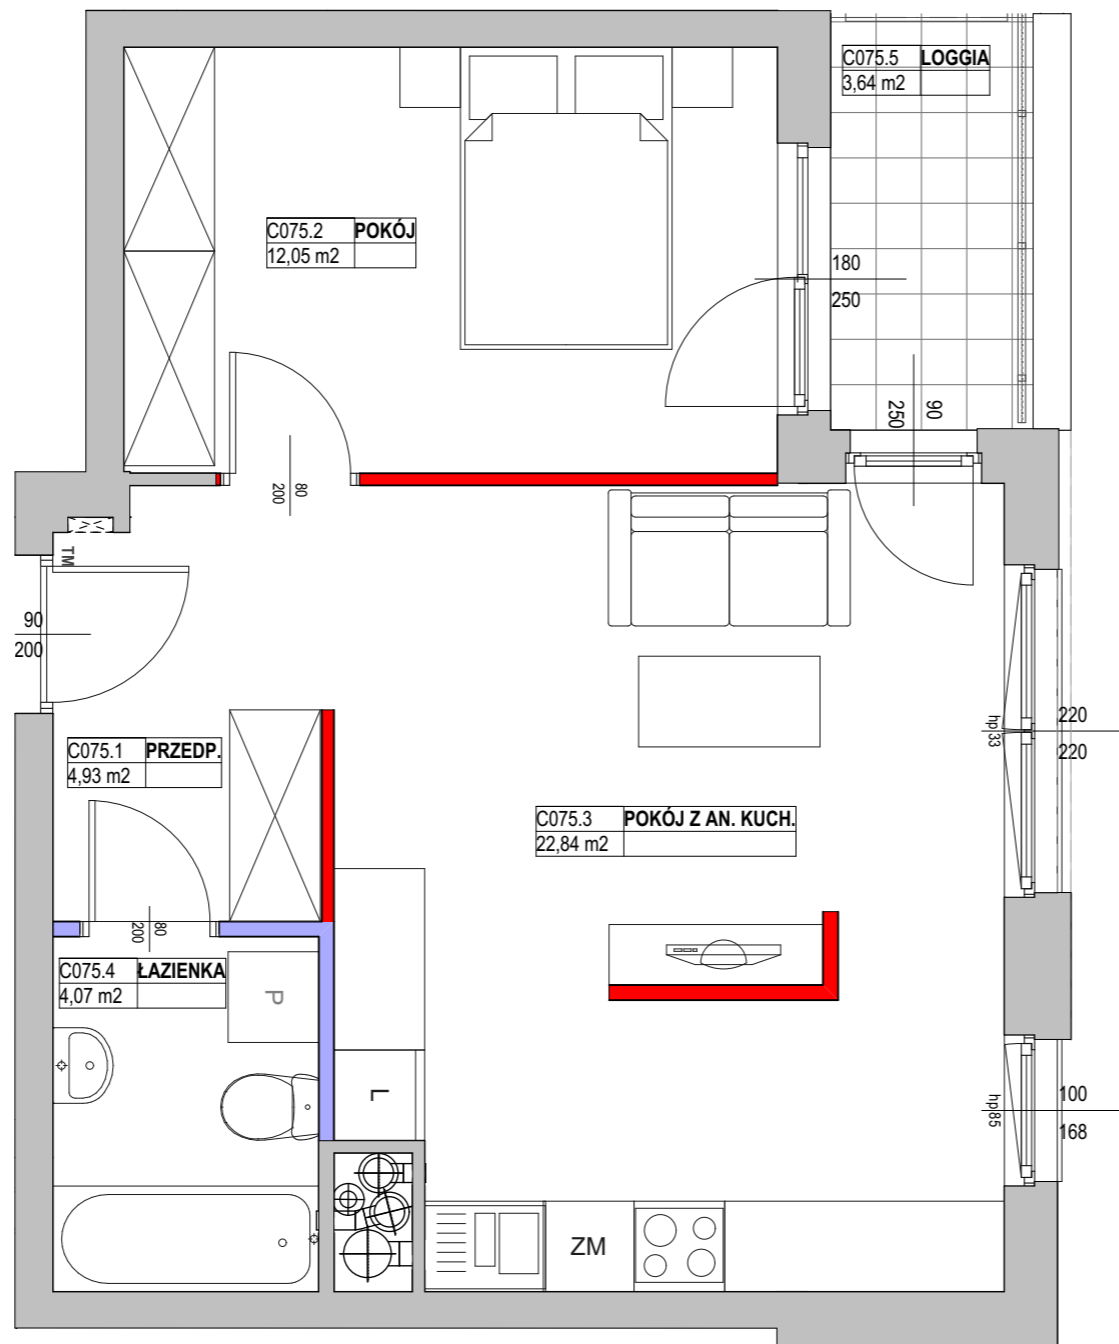 C075.5 LOGGIA
3,64 m2
C075.2 POKÓJ
12,05 m2
180
250
90
250
80
200
TM
90
200
C075.1 PRZEDP.
4,93 m2
hp33
220
220
C075.3 POKÓJ Z AN. KUCH.
22,84 m2
80
200
C075.4 ŁAZIENKA
4,07 m2
P
L
hp85
100
168
ZM